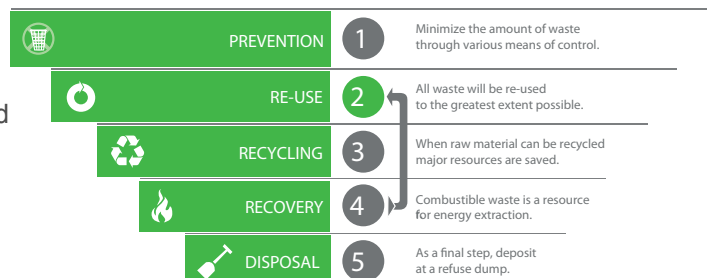 PREVENTION 1 Minimize the amount of waste
through various means of control.
RE-USE 2 All waste will be re-used
to the greatest extent possible.
d
RECYCLING 3 When raw material can be recycled
major resources are saved.
RECOVERY 4 Combustible waste is a resource
for energy extraction.
DISPOSAL 5 As a final step, deposit
at a refuse dump.